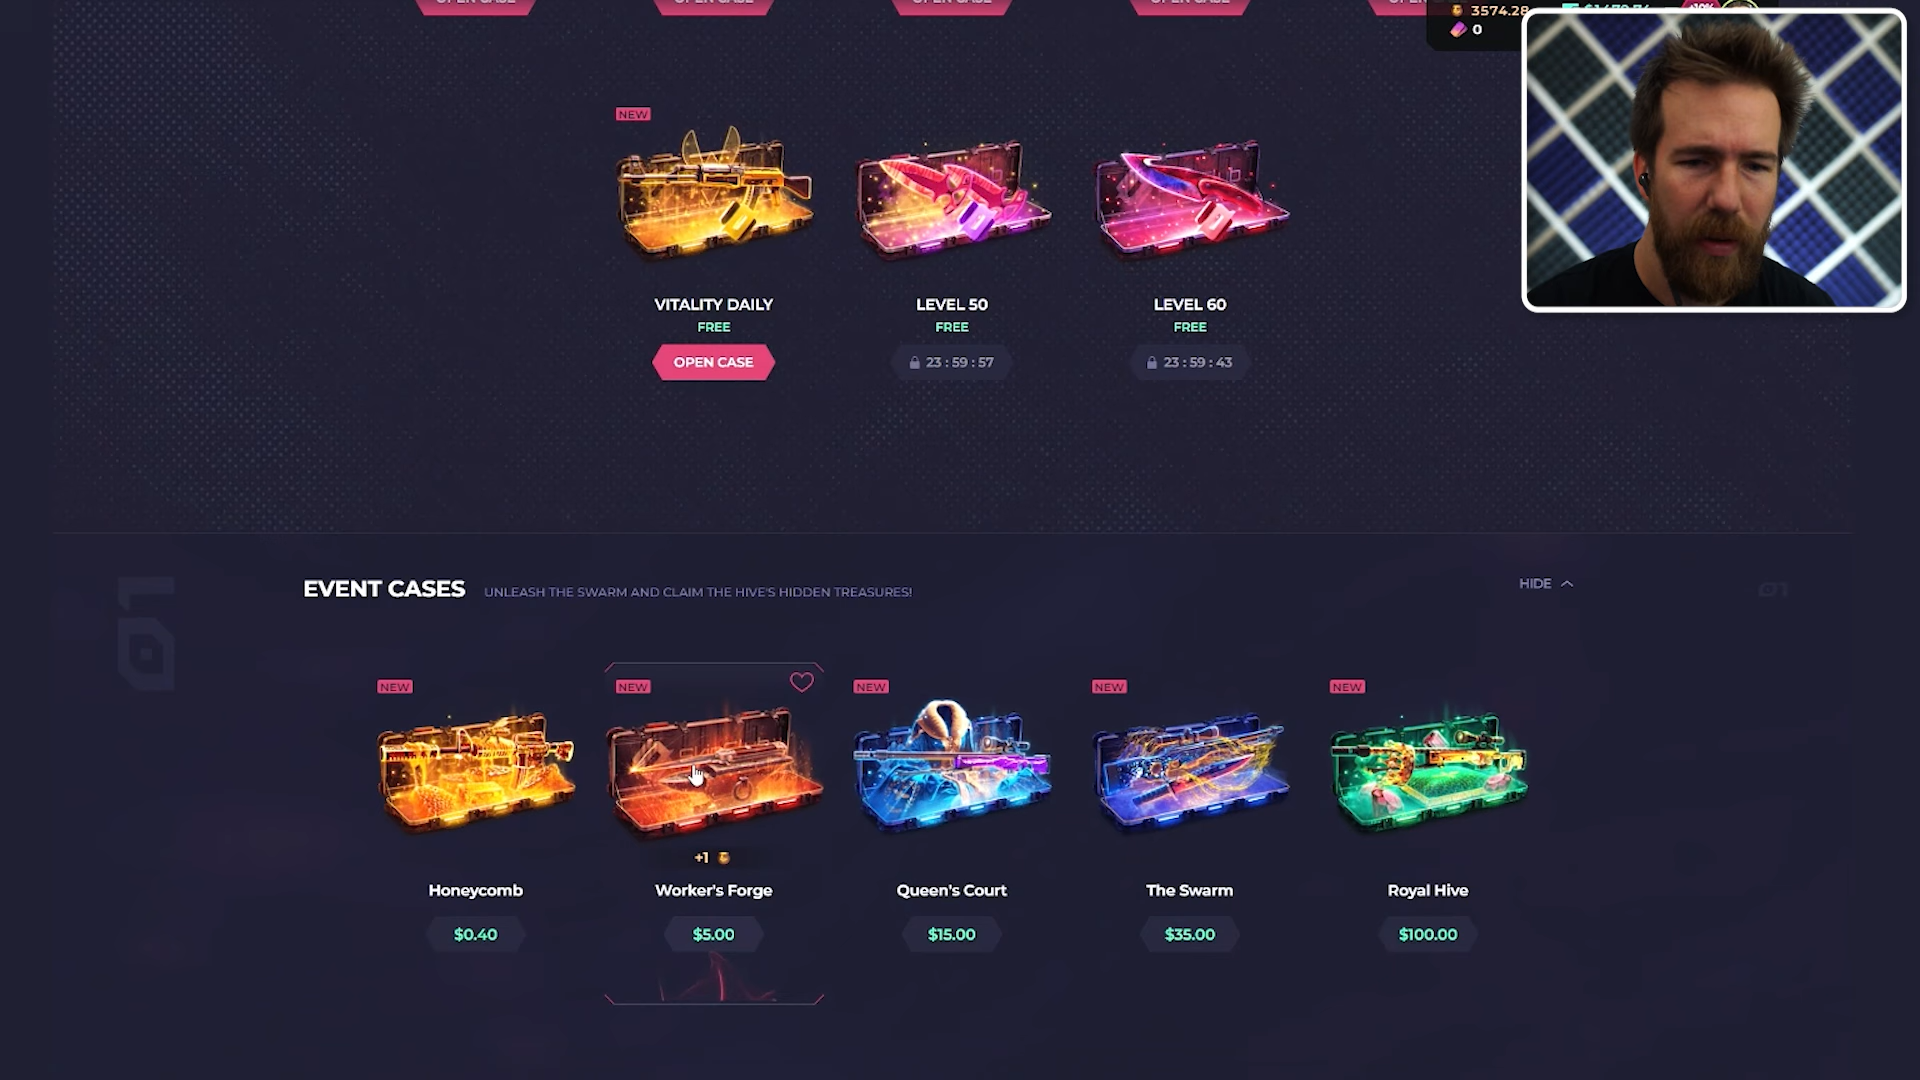 3574.28
0
NEW
VITALITY DAILY
FREE
OPEN CASE
LEVEL 50
FREE
23 : 59 : 57
LEVEL 60
FREE
23 : 59 : 43
01
EVENT CASES
UNLEASH THE SWARM AND CLAIM THE HIVE'S HIDDEN TREASURES!
HIDE
01
NEW
NEW
NEW
NEW
NEW
+1
Honeycomb
Worker's Forge
Queen's Court
The Swarm
Royal Hive
$0.40
$5.00
$15.00
$35.00
$100.00